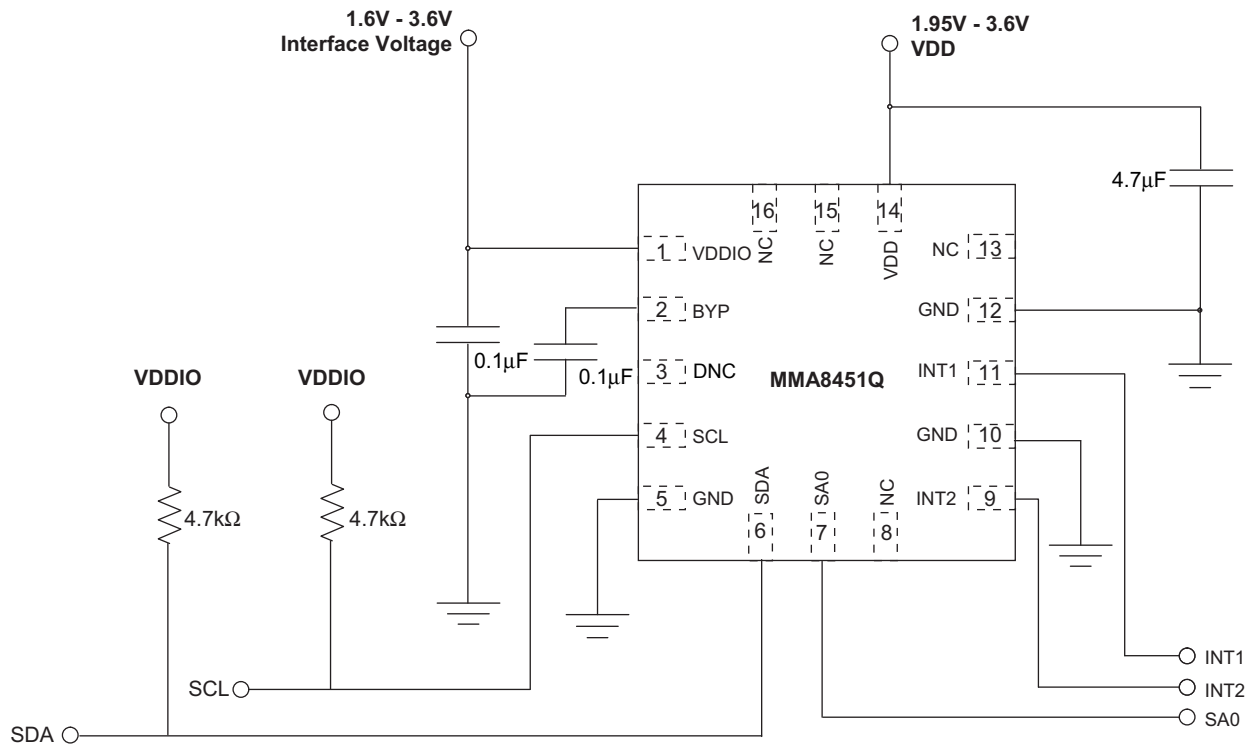 1.6V - 3.6V
Interface Voltage
1.95V - 3.6V
VDD
4.7μF
16
NC
15
NC
14
VDD
1 VDDIO
NC 13
2 BYP
GND 12
0.1μF
0.1μF
3 DNC
MMA8451Q
INT1 11
VDDIO
VDDIO
4 SCL
GND 10
5 GND
SDA
6
SA0
7
NC
8
INT2 9
4.7kΩ
4.7kΩ
INT1
SCL
INT2
SA0
SDA